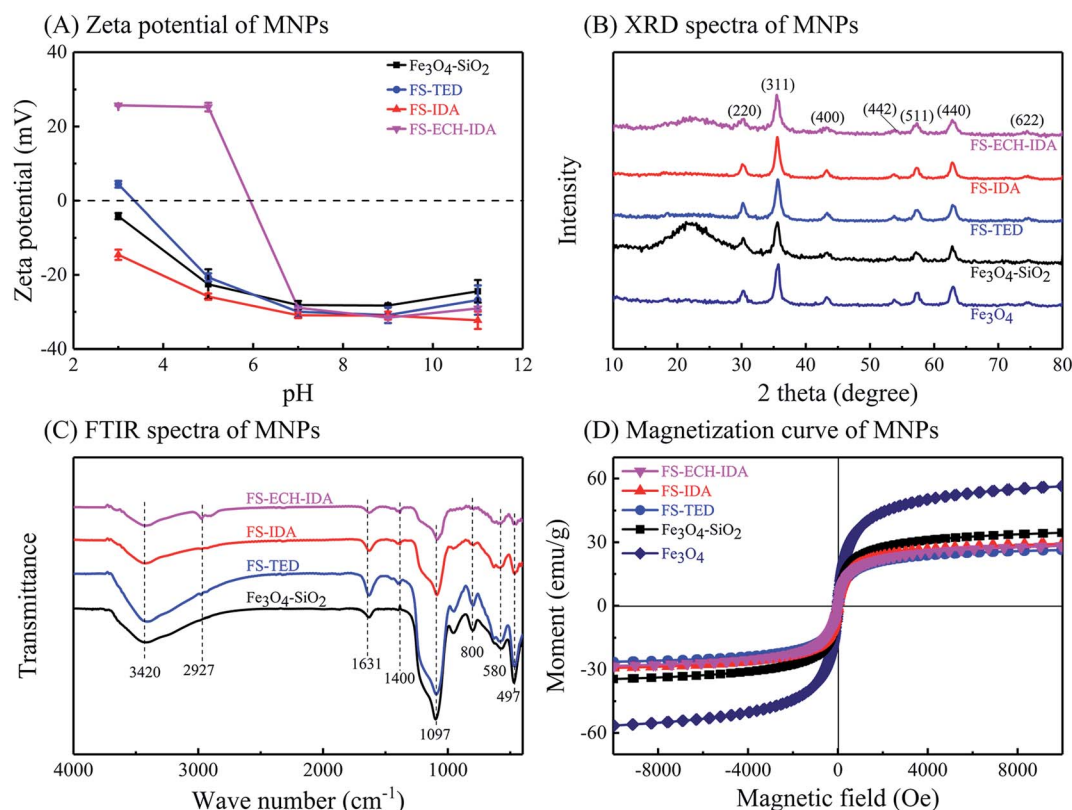 (A) Zeta potential of MNPs
40
20
0
-20
-40
Zeta potential (mV)
Fe₃O₄-SiO₂
FS-TED
FS-IDA
FS-ECH-IDA
2 4 6 8 10 12
pH
(B) XRD spectra of MNPs
Intensity
(220)
(311)
(400)
(442)
(511)
(440)
(622)
FS-ECH-IDA
FS-IDA
FS-TED
Fe₃O₄-SiO₂
Fe₃O₄
10 20 30 40 50 60 70 80
2 theta (degree)
(C) FTIR spectra of MNPs
Transmittance
FS-ECH-IDA
FS-IDA
FS-TED
Fe₃O₄-SiO₂
3420
2927
1631
1400
1097
800
580
497
4000 3000 2000 1000
Wave number (cm⁻¹)
(D) Magnetization curve of MNPs
60
30
0
-30
-60
Moment (emu/g)
FS-ECH-IDA
FS-IDA
FS-TED
Fe₃O₄-SiO₂
Fe₃O₄
-8000 -4000 0 4000 8000
Magnetic field (Oe)